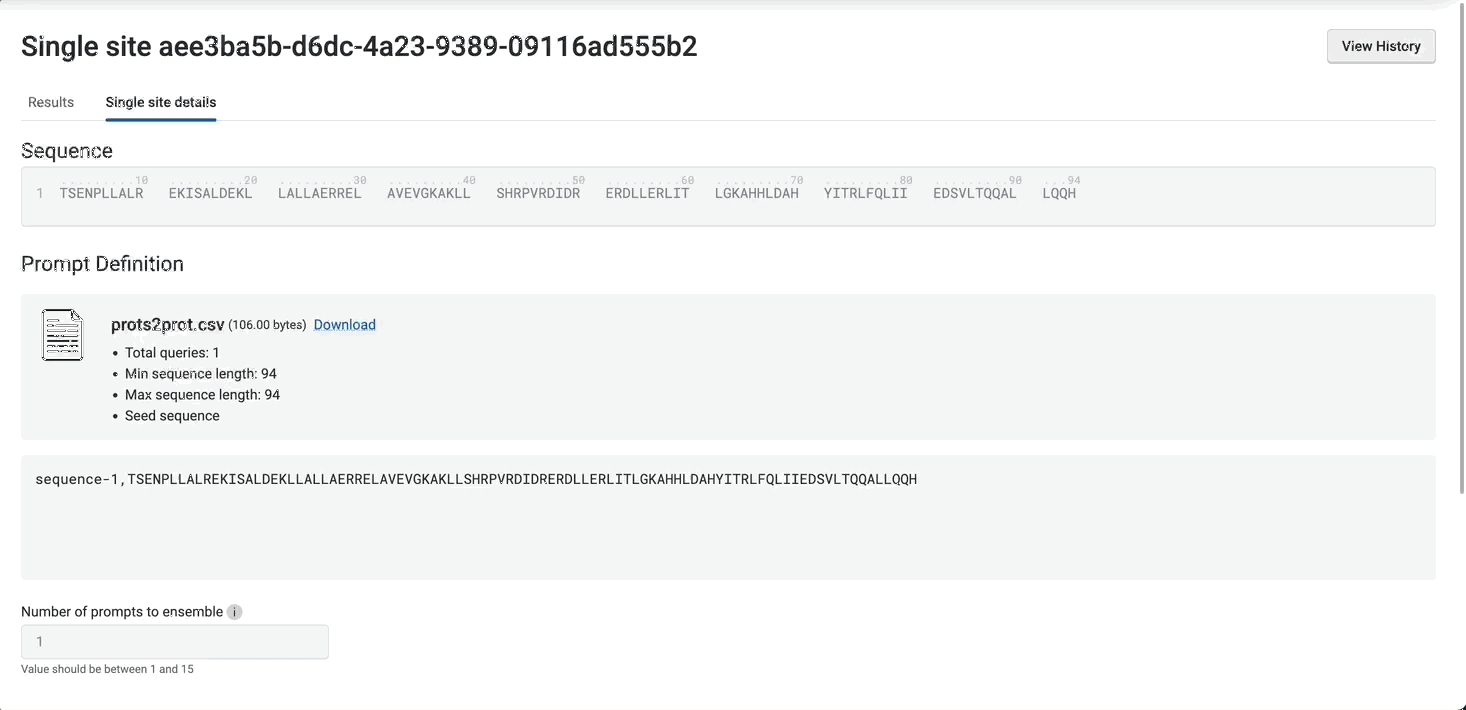 Single site aee3ba5b-d6dc-4a23-9389-09116ad555b2
View History
Results Single site details
Sequence
.........10 .........20 .........30 .........40 .........50 .........60 .........70 .........80 .........90 ...94
1 TSENPLLALR EKISALDEKL LALLAERREL AVEVGKAKLL SHRPVRDIDR ERDLLERLIT LGKAHHLDAH YITRLFQLII EDSVLTQQAL LQQH
Prompt Definition
prots2prot.csv (106.00 bytes) Download
• Total queries: 1
• Min sequence length: 94
• Max sequence length: 94
• Seed sequence
sequence-1,TSENPLLALREKISALDEKLLALLAERRELAVEVGKAKLLSHRPVRDIDRERDLLERLITLGKAHHLDAHYITRLFQLIIEDSVLTQQALLQQH
Number of prompts to ensemble i
1
Value should be between 1 and 15